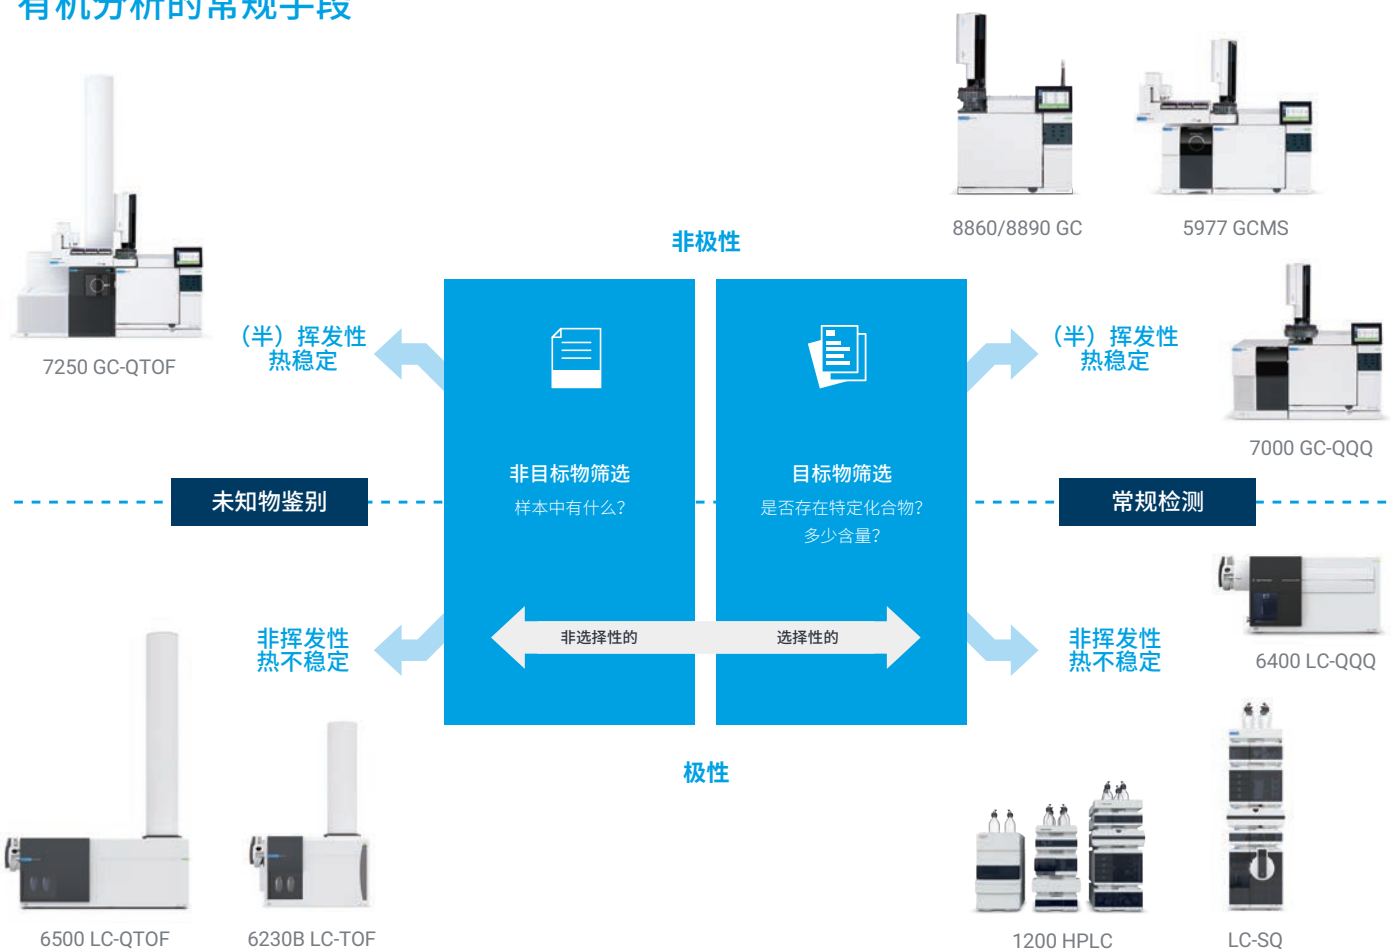 有机分析的常规手段
8860/8890 GC
5977 GCMS
非极性
(半) 挥发性
热稳定
7250 GC-QTOF
(半) 挥发性
热稳定
7000 GC-QQQ
非目标物筛选
样本中有什么?
目标物筛选
是否存在特定化合物?
多少含量?
未知物鉴别
常规检测
非选择性的
选择性的
非挥发性
热不稳定
非挥发性
热不稳定
6400 LC-QQQ
极性
6500 LC-QTOF
6230B LC-TOF
1200 HPLC
LC-SQ